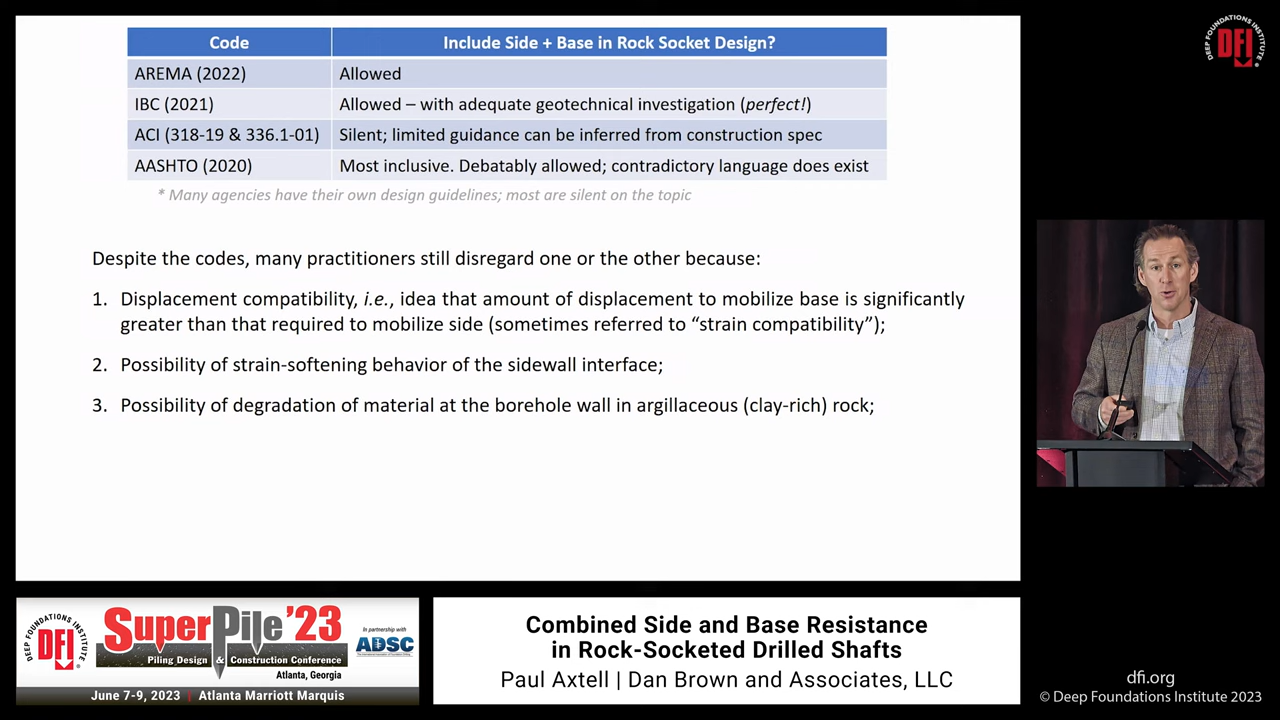 Code Include Side + Base in Rock Socket Design?
AREMA (2022) Allowed
IBC (2021) Allowed – with adequate geotechnical investigation (perfect!)
ACI (318-19 & 336.1-01) Silent; limited guidance can be inferred from construction spec
AASHTO (2020) Most inclusive. Debatably allowed; contradictory language does exist
* Many agencies have their own design guidelines; most are silent on the topic
Despite the codes, many practitioners still disregard one or the other because:
1. Displacement compatibility, i.e., idea that amount of displacement to mobilize base is significantly
greater than that required to mobilize side (sometimes referred to “strain compatibility”);
2. Possibility of strain-softening behavior of the sidewall interface;
3. Possibility of degradation of material at the borehole wall in argillaceous (clay-rich) rock;
DEEP FOUNDATIONS INSTITUTE
DFI
®
DEEP FOUNDATIONS INSTITUTE
DFI
SuperPile '23
Piling Design & Construction Conference
Atlanta, Georgia
In partnership with
ADSC
June 7-9, 2023 | Atlanta Marriott Marquis
Combined Side and Base Resistance
in Rock-Socketed Drilled Shafts
Paul Axtell | Dan Brown and Associates, LLC
dfi.org
© Deep Foundations Institute 2023